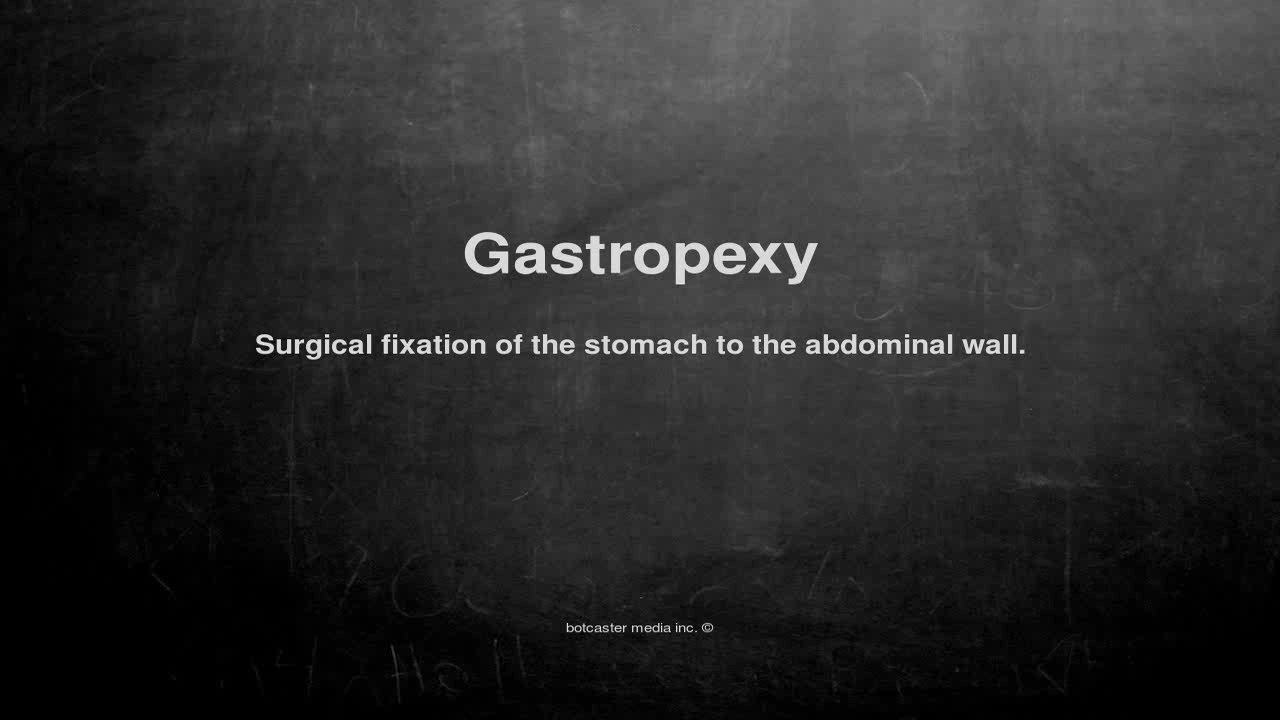 Gastropexy
Surgical fixation of the stomach to the abdominal wall.
botcaster media inc. ©